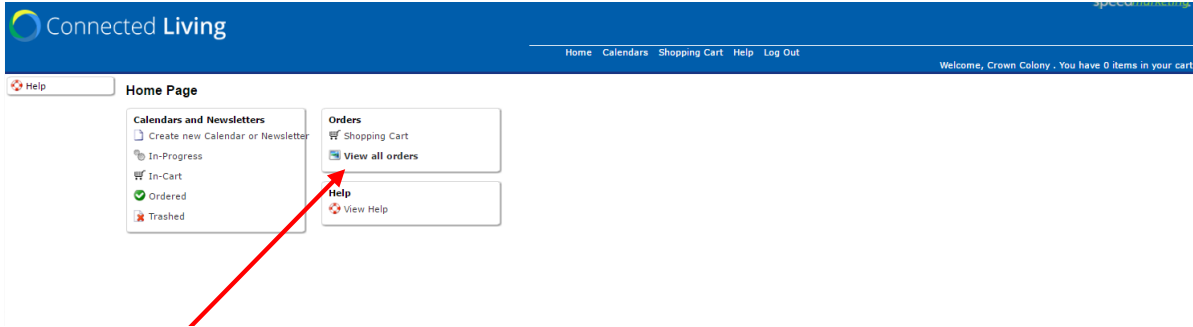 speedmarketing
Connected Living
Home Calendars Shopping Cart Help Log Out
Welcome, Crown Colony . You have 0 items in your cart
Help
Home Page
Calendars and Newsletters
Create new Calendar or Newsletter
In-Progress
In-Cart
Ordered
Trashed
Orders
Shopping Cart
View all orders
Help
View Help